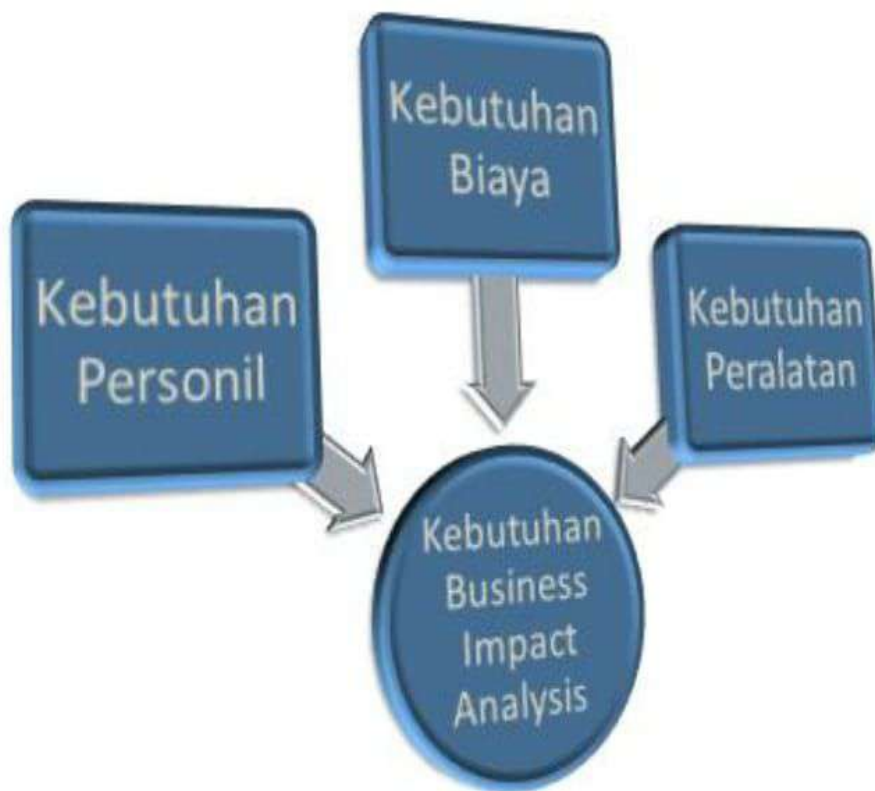 Kebutuhan
Biaya
Kebutuhan
Personil
Kebutuhan
Peralatan
Kebutuhan
Business
Impact
Analysis